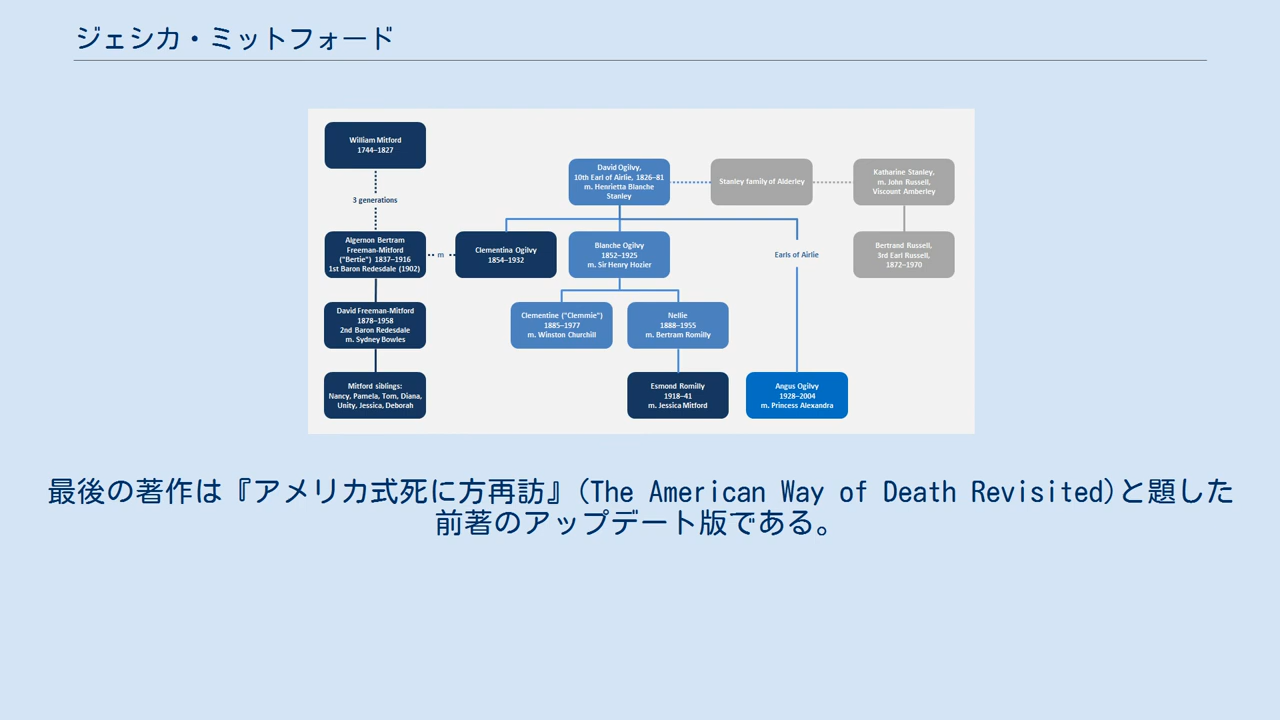 ジェシカ・ミットフォード
William Mitford
1744–1827
3 generations
Algernon Bertram
Freeman-Mitford
("Bertie") 1837–1916
1st Baron Redesdale (1902)
m
Clementina Ogilvy
1854–1932
David Freeman-Mitford
1878–1958
2nd Baron Redesdale
m. Sydney Bowles
Mitford siblings:
Nancy, Pamela, Tom, Diana,
Unity, Jessica, Deborah
David Ogilvy,
10th Earl of Airlie, 1826–81
m. Henrietta Blanche
Stanley
Stanley family of Alderley
Katharine Stanley,
m. John Russell,
Viscount Amberley
Blanche Ogilvy
1852–1925
m. Sir Henry Hozier
Earls of Airlie
Bertrand Russell,
3rd Earl Russell,
1872–1970
Clementine ("Clemmie")
1885–1977
m. Winston Churchill
Nellie
1888–1955
m. Bertram Romilly
Esmond Romilly
1918–41
m. Jessica Mitford
Angus Ogilvy
1928–2004
m. Princess Alexandra
最後の著作は『アメリカ式死に方再訪』(The American Way of Death Revisited)と題した
前著のアップデート版である。